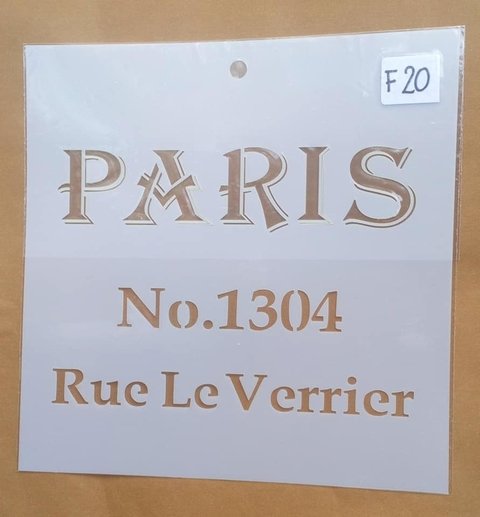 F20
PARIS
No.1304
Rue Le Verrier